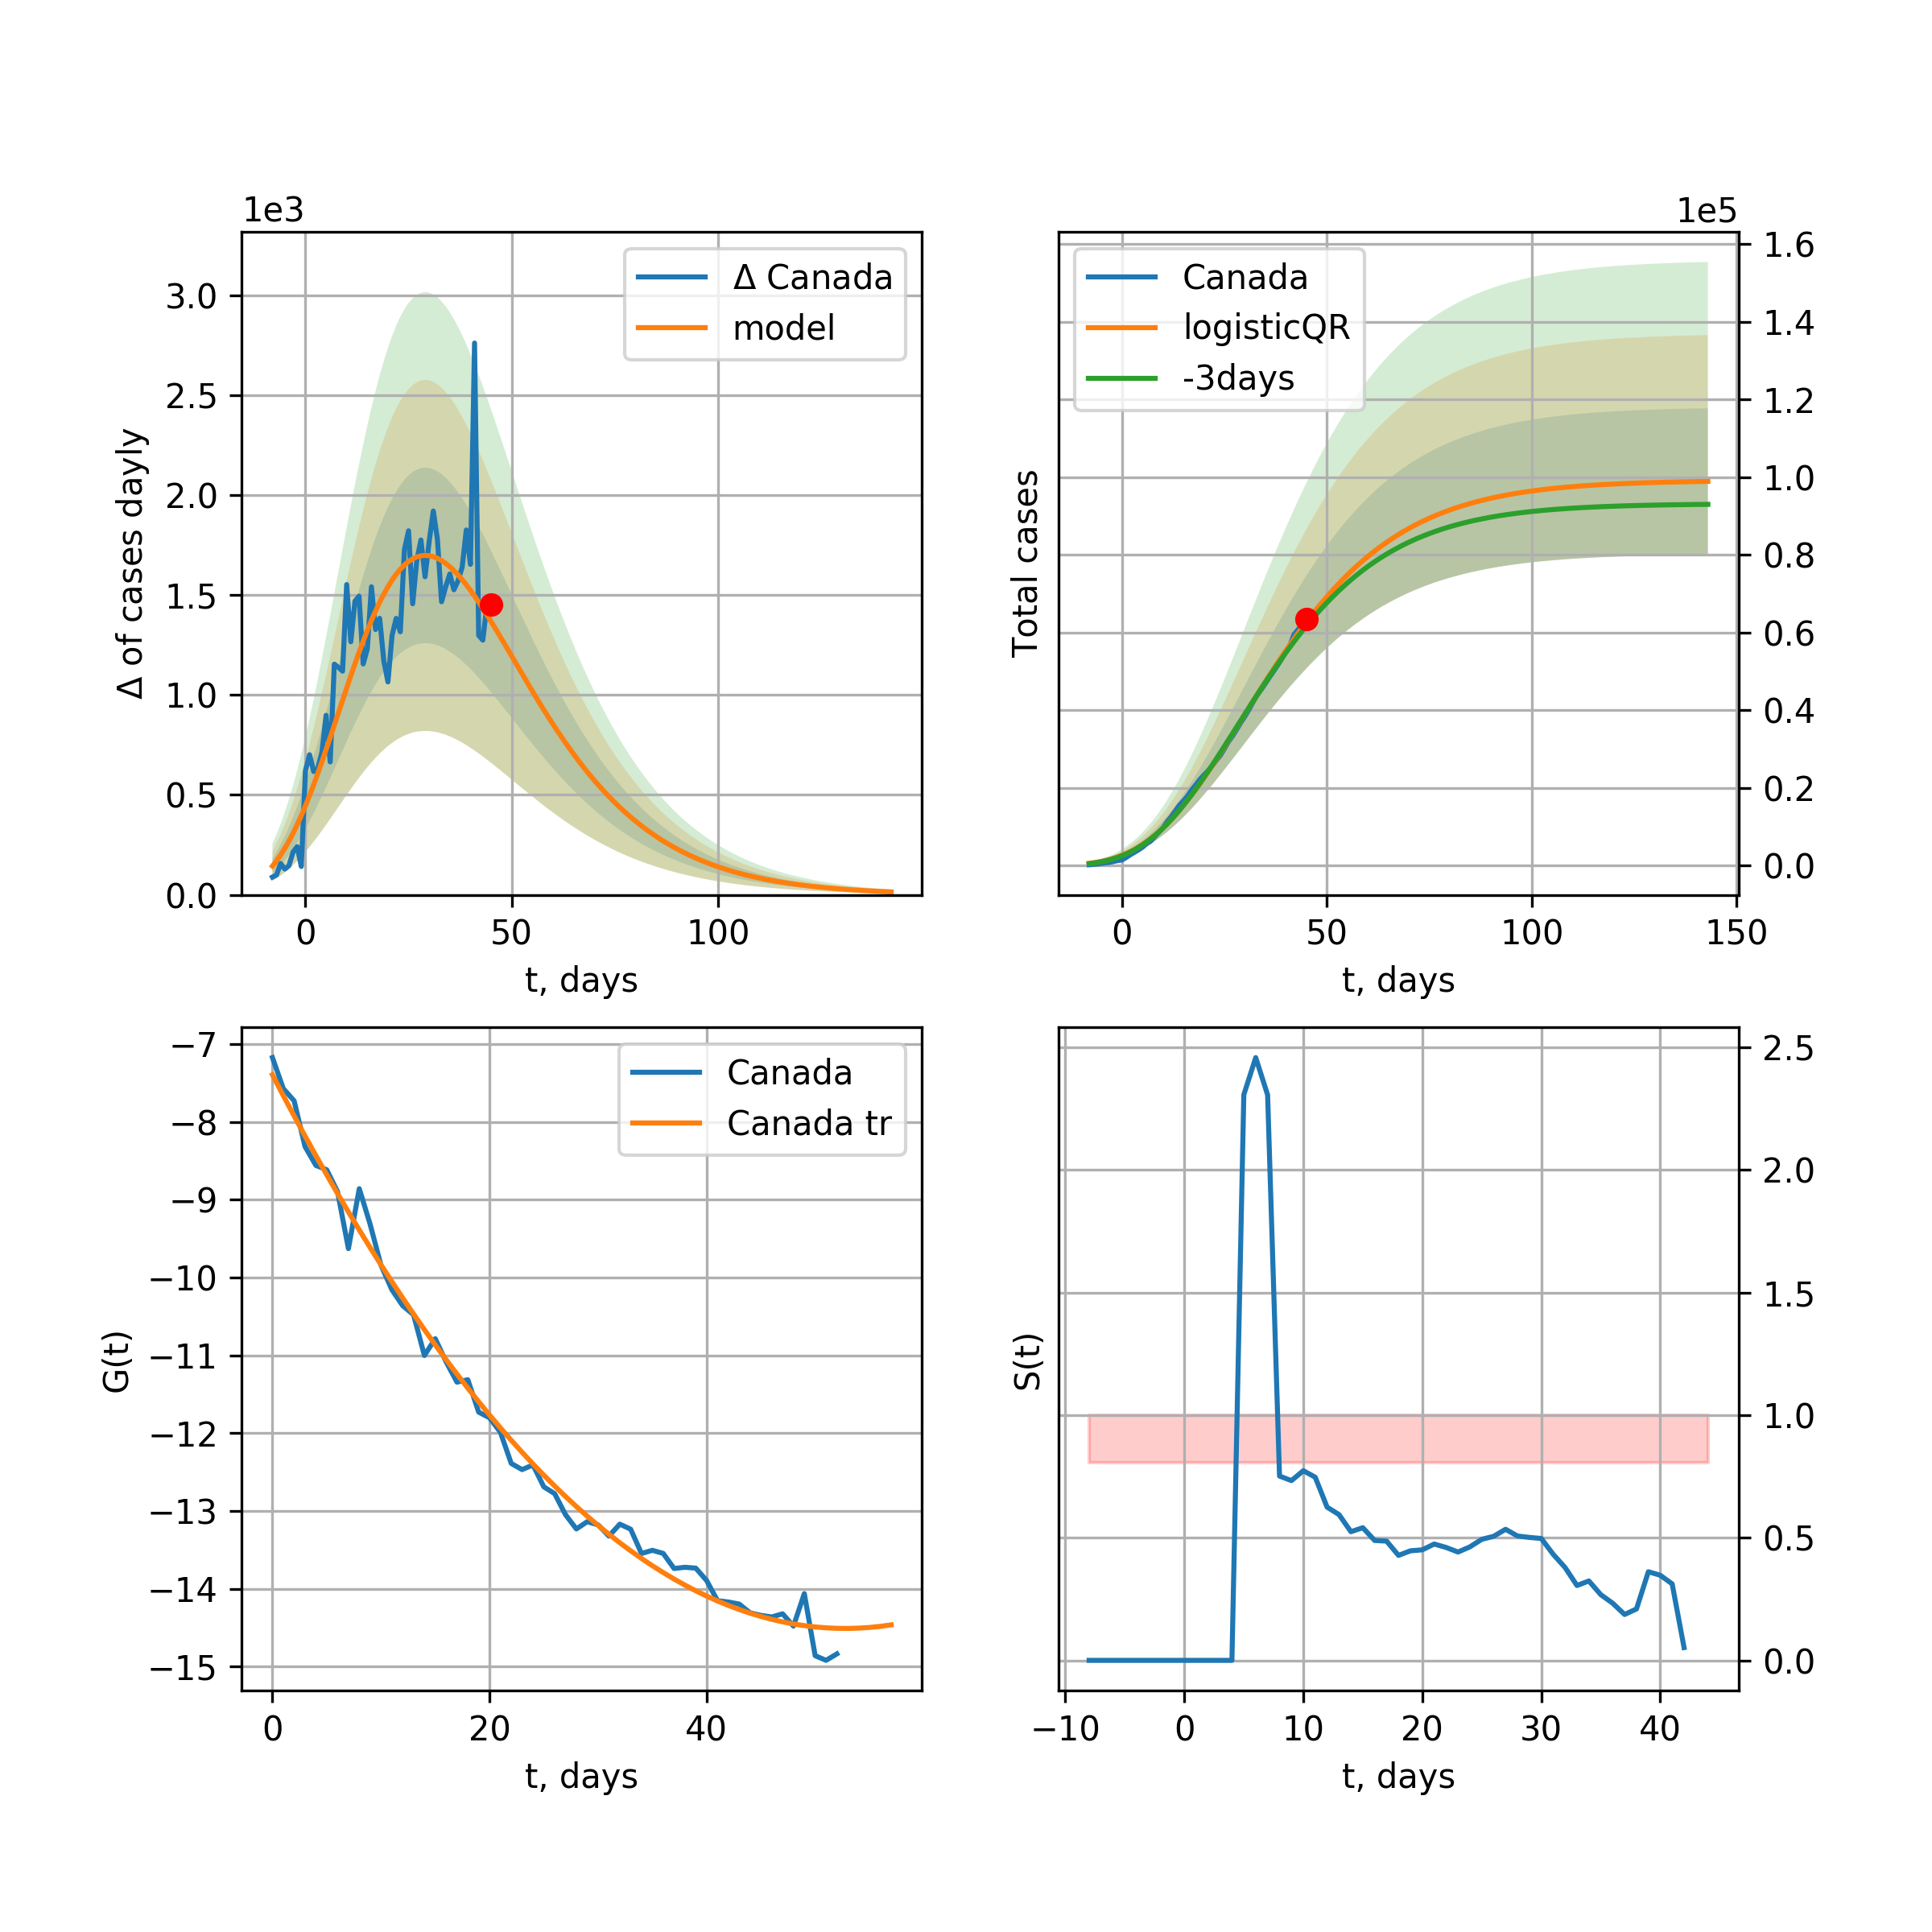 1e3
Δ Canada
model
3.0
2.5
2.0
1.5
1.0
0.5
0.0
Δ of cases dayly
0 50 100
t, days
1e5
Canada
logisticQR
-3days
1.6
1.4
1.2
1.0
0.8
0.6
0.4
0.2
0.0
Total cases
0 50 100 150
t, days
Canada
Canada tr
−7
−8
−9
−10
−11
−12
−13
−14
−15
G(t)
0 20 40
t, days
2.5
2.0
1.5
1.0
0.5
0.0
S(t)
−10 0 10 20 30 40
t, days